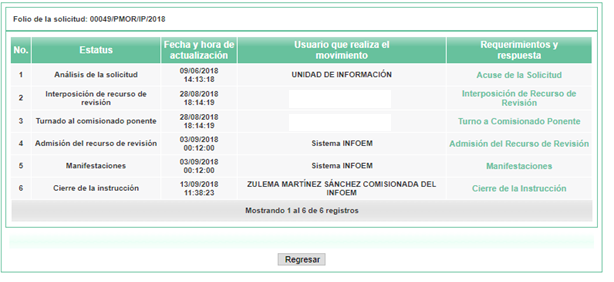 Folio de la solicitud: 00049/PMOR/IP/2018
No. Estatus Fecha y hora de actualización Usuario que realiza el movimiento Requerimientos y respuesta
1 Análisis de la solicitud 09/06/2018 14:13:18 UNIDAD DE INFORMACIÓN Acuse de la Solicitud
2 Interposición de recurso de revisión 28/08/2018 18:14:19 Interposición de Recurso de Revisión
3 Turnado al comisionado ponente 28/08/2018 18:14:19 Turno a Comisionado Ponente
4 Admisión del recurso de revisión 03/09/2018 00:12:00 Sistema INFOEM Admisión del Recurso de Revisión
5 Manifestaciones 03/09/2018 00:12:00 Sistema INFOEM Manifestaciones
6 Cierre de la instrucción 13/09/2018 11:38:23 ZULEMA MARTÍNEZ SÁNCHEZ COMISIONADA DEL INFOEM Cierre de la Instrucción
Mostrando 1 al 6 de 6 registros
Regresar